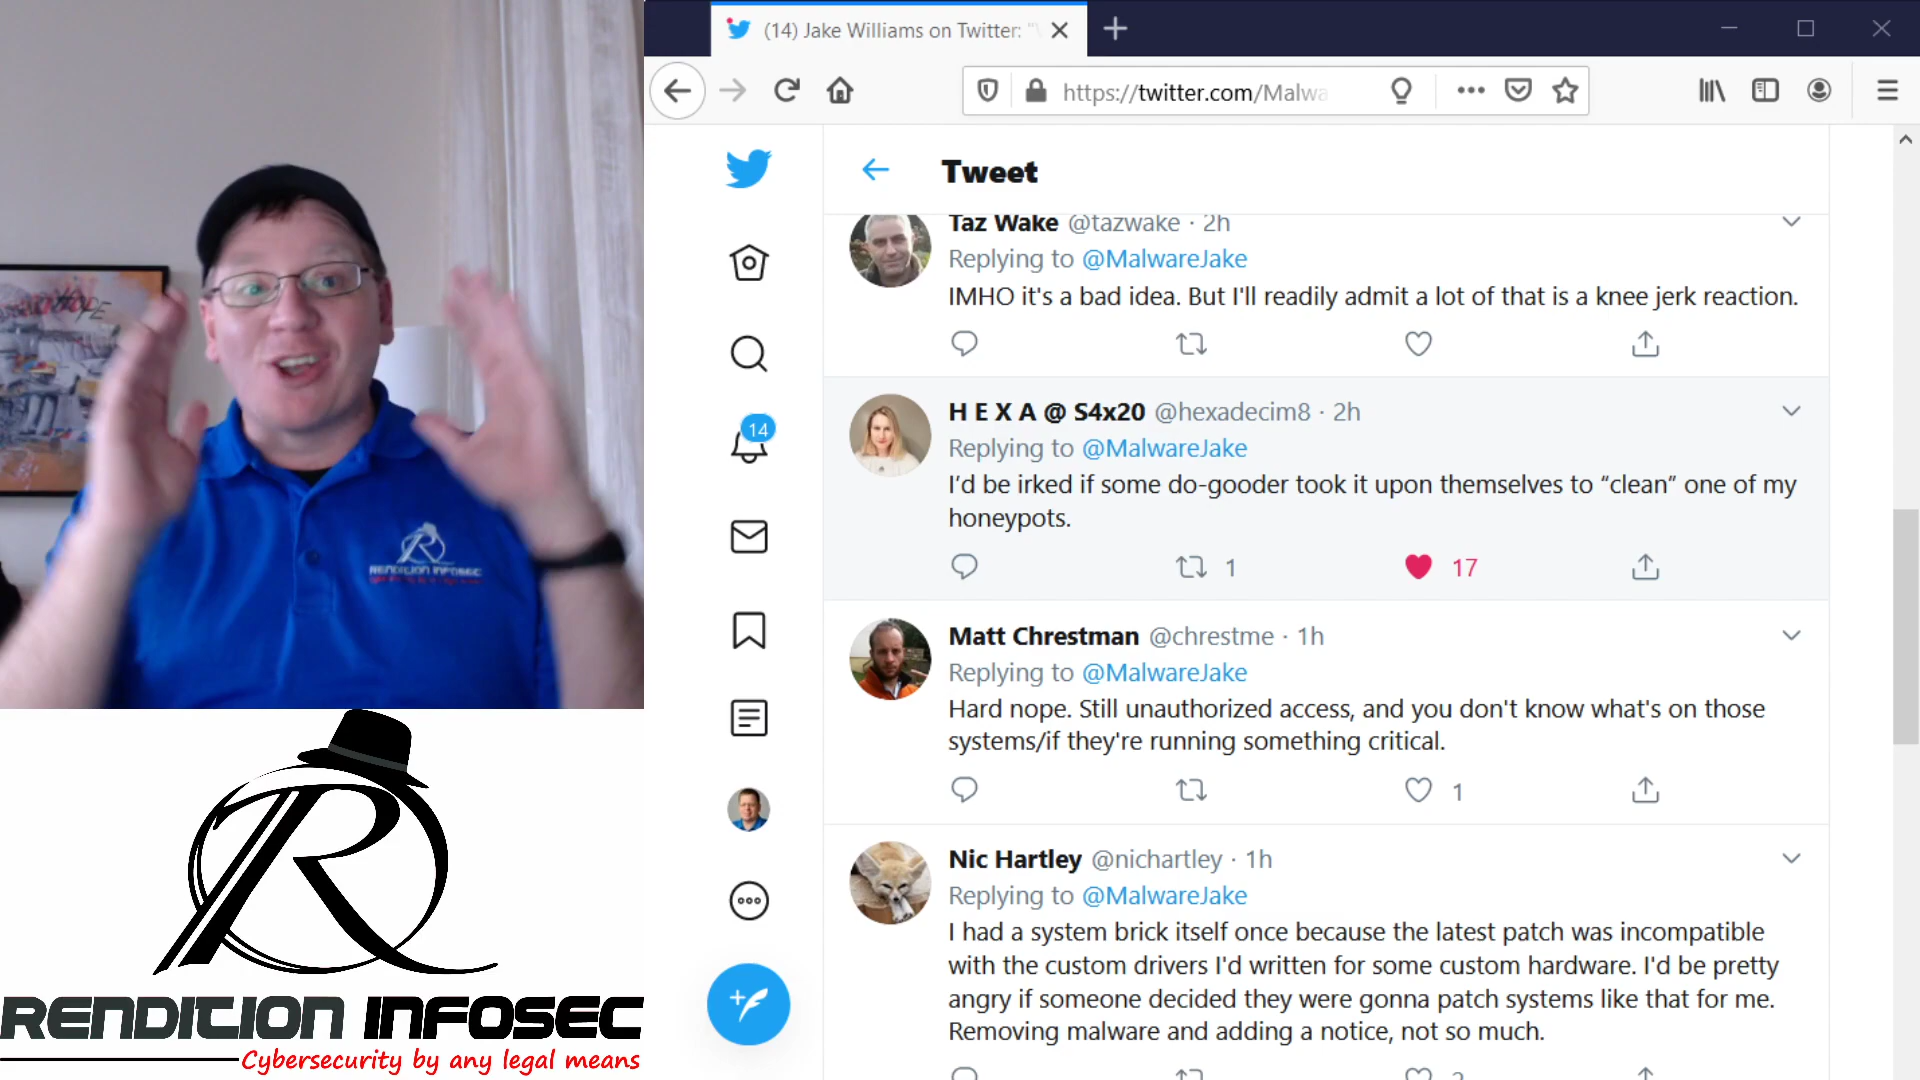 (14) Jake Williams on Twitter: "
https://twitter.com/Malwa
Tweet
Taz Wake @tazwake · 2h
Replying to @MalwareJake
IMHO it's a bad idea. But I'll readily admit a lot of that is a knee jerk reaction.
H E X A @ S4x20 @hexadecim8 · 2h
Replying to @MalwareJake
I'd be irked if some do-gooder took it upon themselves to “clean” one of my
honeypots.
1 17
14
Matt Chrestman @chrestme · 1h
Replying to @MalwareJake
Hard nope. Still unauthorized access, and you don't know what's on those
systems/if they're running something critical.
1
Nic Hartley @nichartley · 1h
Replying to @MalwareJake
I had a system brick itself once because the latest patch was incompatible
with the custom drivers I'd written for some custom hardware. I'd be pretty
angry if someone decided they were gonna patch systems like that for me.
Removing malware and adding a notice, not so much.
RENDITION INFOSEC
R
RENDITION INFOSEC
Cybersecurity by any legal means